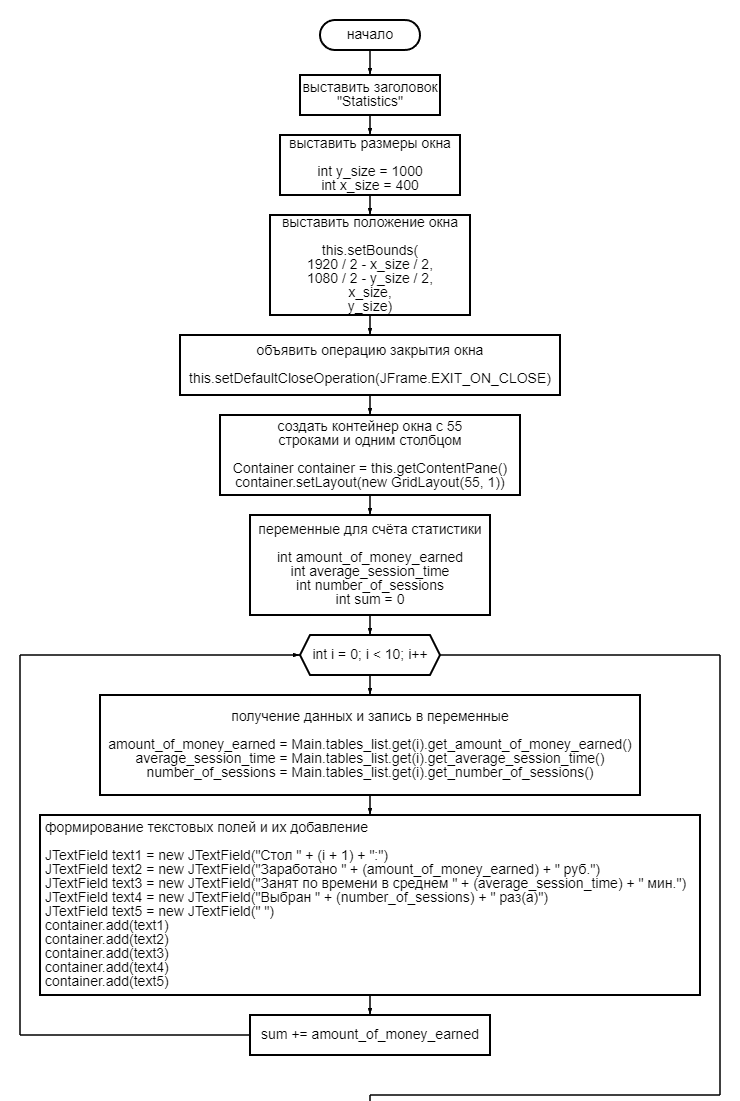 начало
выставить заголовок
"Statistics"
выставить размеры окна
int y_size = 1000
int x_size = 400
выставить положение окна
this.setBounds(
1920 / 2 - x_size / 2,
1080 / 2 - y_size / 2,
x_size,
y_size)
объявить операцию закрытия окна
this.setDefaultCloseOperation(JFrame.EXIT_ON_CLOSE)
создать контейнер окна с 55
строками и одним столбцом
Container container = this.getContentPane()
container.setLayout(new GridLayout(55, 1))
переменные для счёта статистики
int amount_of_money_earned
int average_session_time
int number_of_sessions
int sum = 0
int i = 0; i < 10; i++
получение данных и запись в переменные
amount_of_money_earned = Main.tables_list.get(i).get_amount_of_money_earned()
average_session_time = Main.tables_list.get(i).get_average_session_time()
number_of_sessions = Main.tables_list.get(i).get_number_of_sessions()
формирование текстовых полей и их добавление
JTextField text1 = new JTextField("Стол " + (i + 1) + ":")
JTextField text2 = new JTextField("Заработано " + (amount_of_money_earned) + " руб.")
JTextField text3 = new JTextField("Занят по времени в среднем " + (average_session_time) + " мин.")
JTextField text4 = new JTextField("Выбран " + (number_of_sessions) + " раз(а)")
JTextField text5 = new JTextField(" ")
container.add(text1)
container.add(text2)
container.add(text3)
container.add(text4)
container.add(text5)
sum += amount_of_money_earned